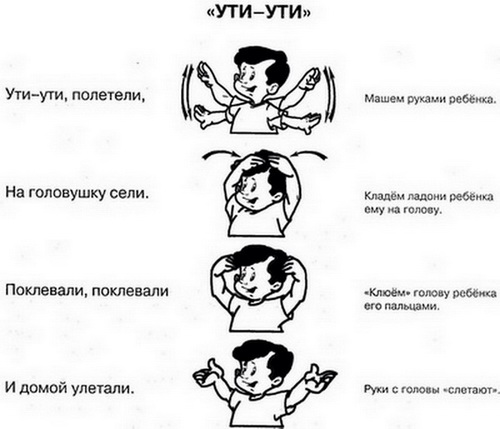 «УТИ–УТИ»
Ути–ути, полетели,
Машем руками ребёнка.
На головушку сели.
Кладём ладони ребёнка
ему на голову.
Поклевали, поклевали
«Клюём» голову ребёнка
его пальцами.
И домой улетали.
Руки с головы «слетают».